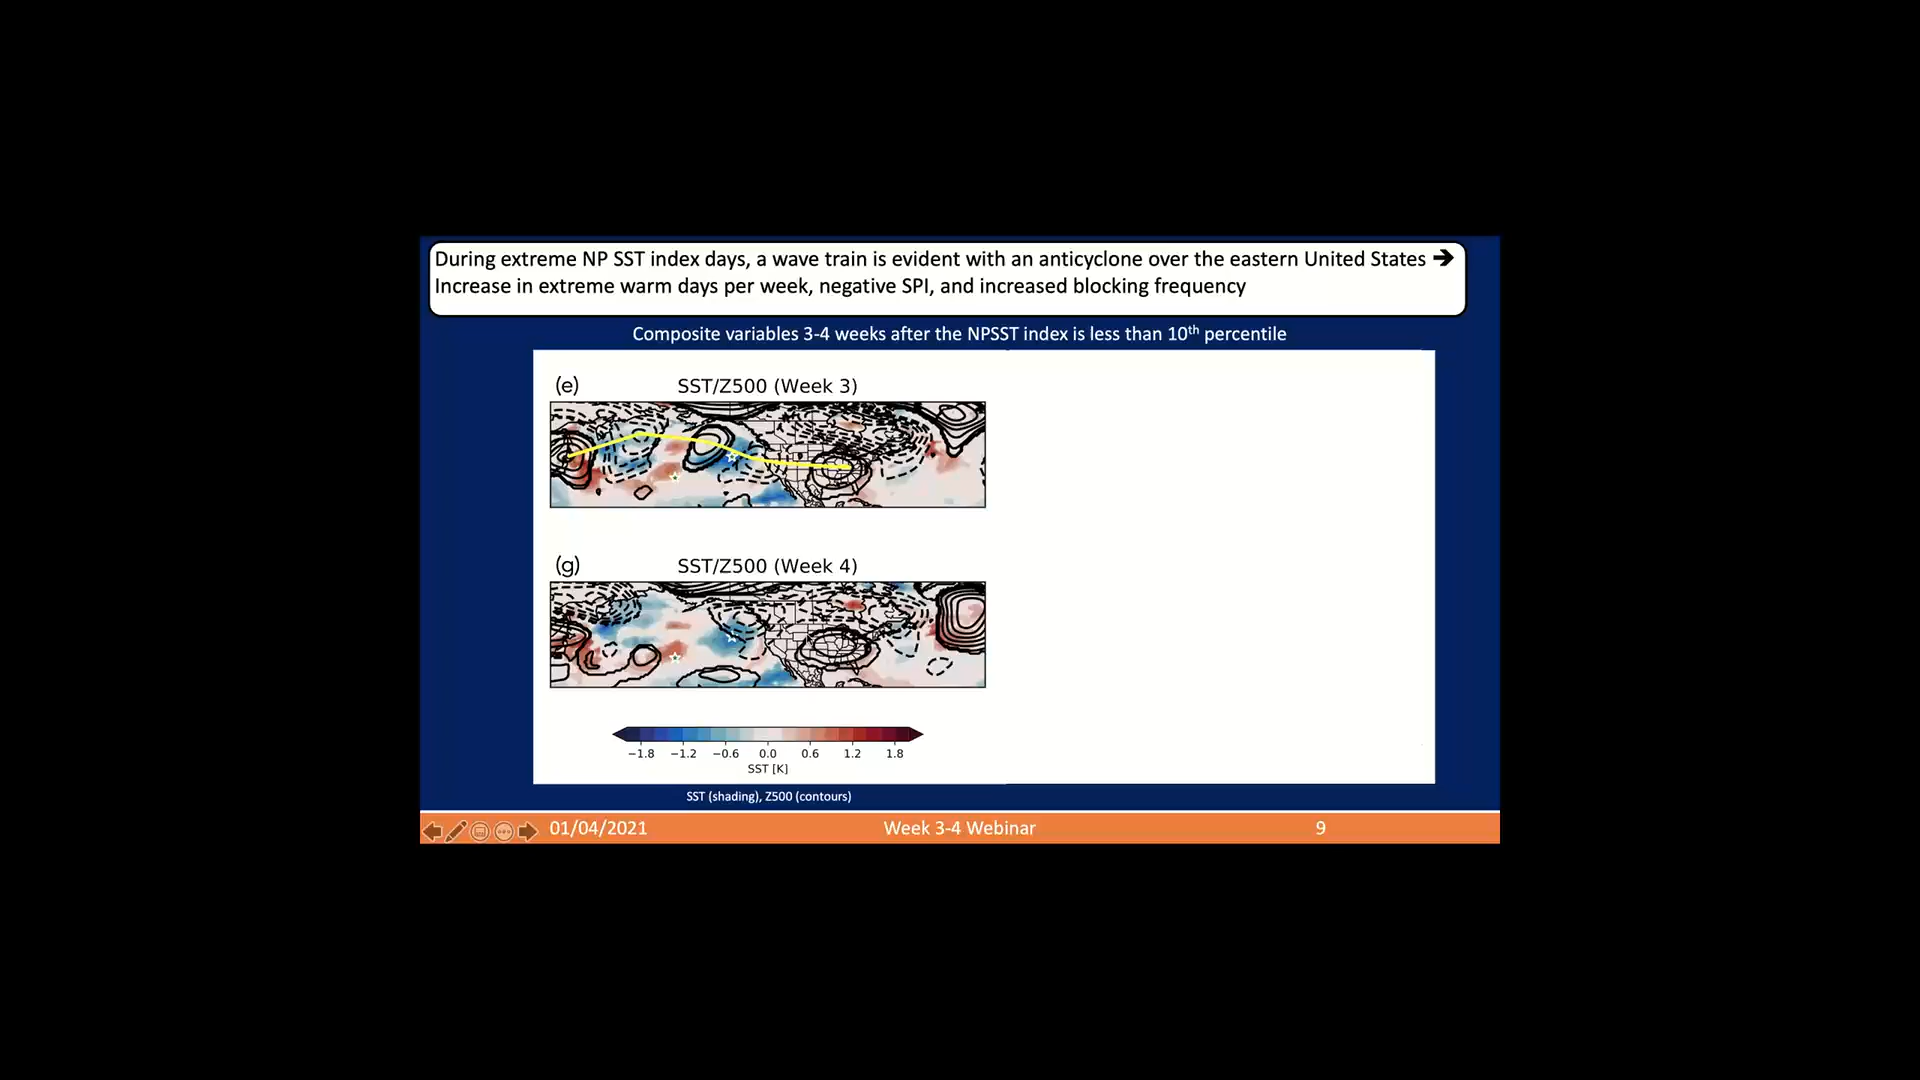 During extreme NP SST index days, a wave train is evident with an anticyclone over the eastern United States ➔
Increase in extreme warm days per week, negative SPI, and increased blocking frequency
Composite variables 3-4 weeks after the NPSST index is less than 10th percentile
(e) SST/Z500 (Week 3)
(g) SST/Z500 (Week 4)
−1.8 −1.2 −0.6 0.0 0.6 1.2 1.8
SST [K]
SST (shading), Z500 (contours)
01/04/2021 Week 3-4 Webinar 9